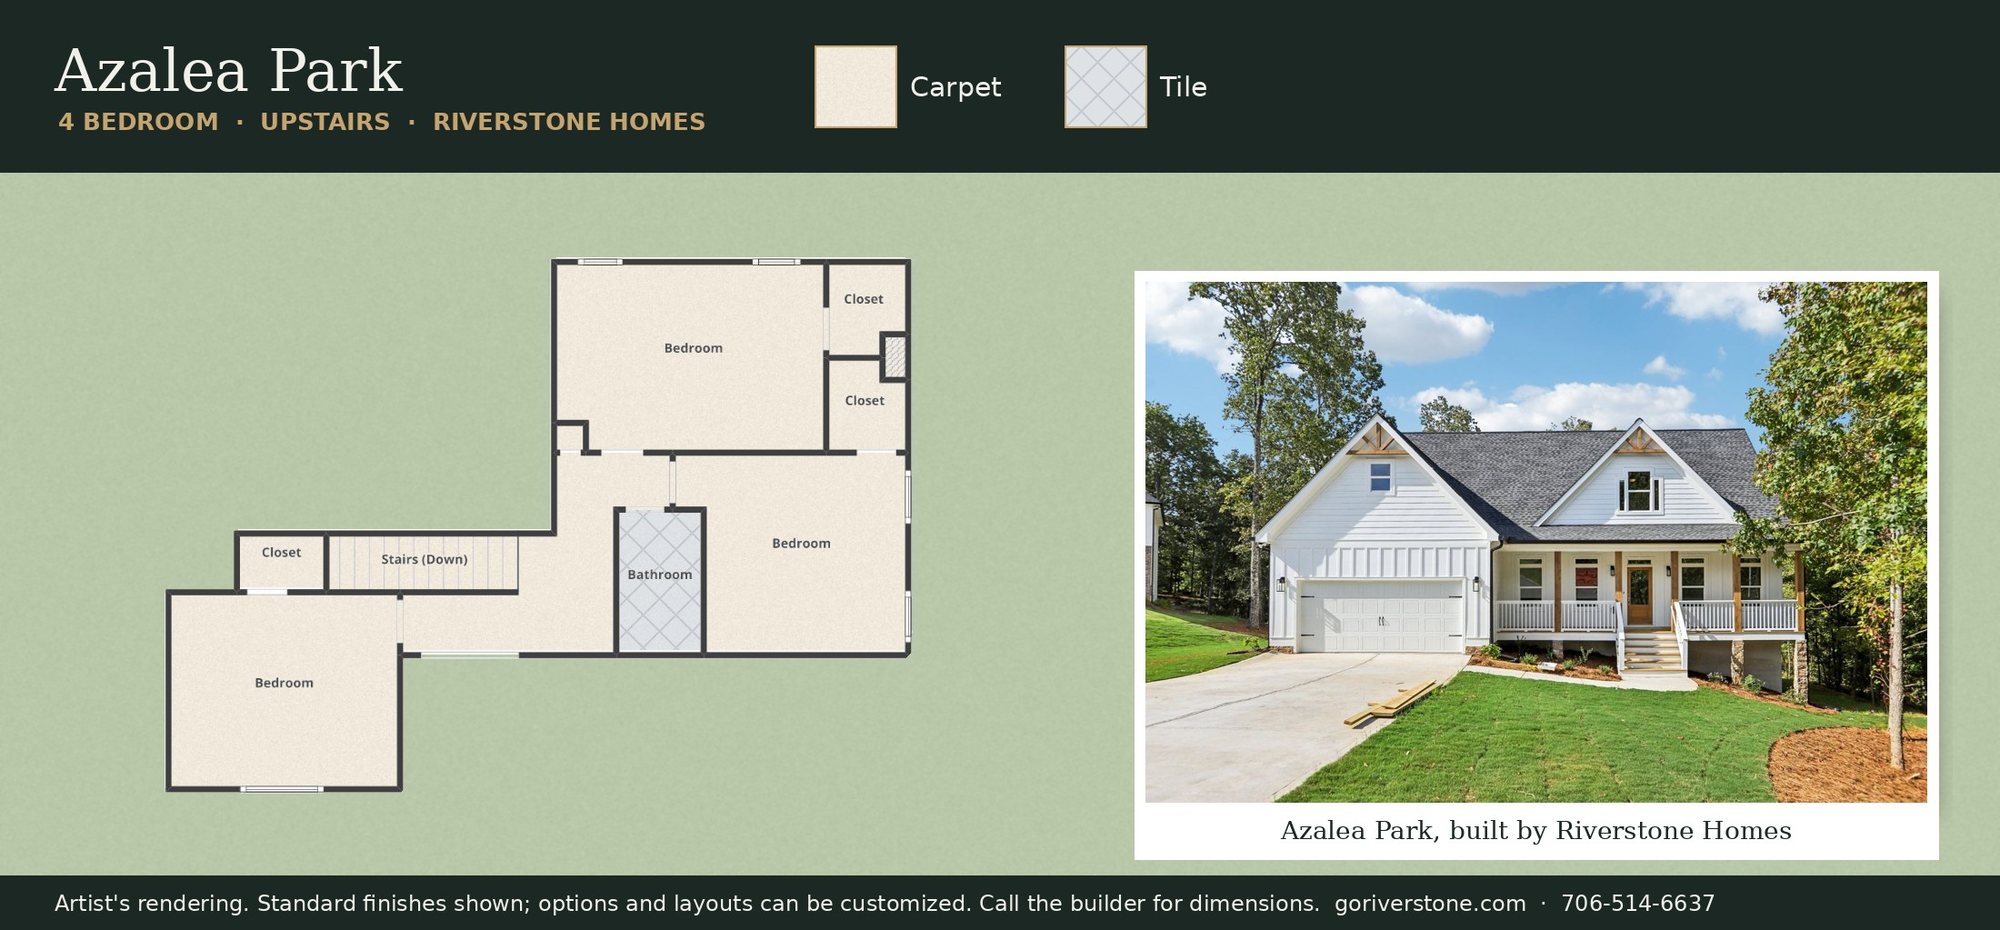 Azalea Park
4 BEDROOM · UPSTAIRS · RIVERSTONE HOMES
Carpet
Tile
Closet
Bedroom
Closet
Closet
Stairs (Down)
Bedroom
Bathroom
Bedroom
Azalea Park, built by Riverstone Homes
Artist's rendering. Standard finishes shown; options and layouts can be customized. Call the builder for dimensions. goriverstone.com · 706-514-6637